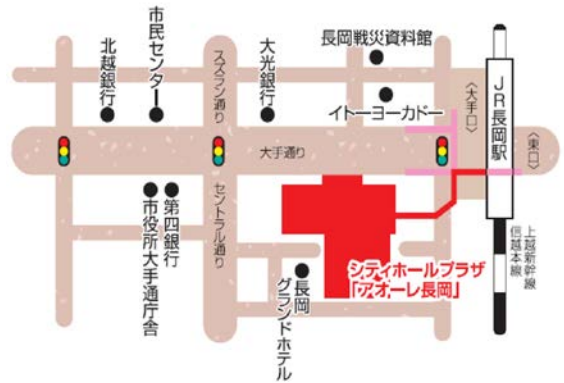 北越銀行
市民センター
スズラン通り
大光銀行
長岡戦災資料館
イトーヨーカドー
〈大手口〉
JR長岡駅
〈東口〉
大手通り
市役所大手通庁舎
第四銀行
セントラル通り
長岡
グランドホテル
シティホールプラザ
「アオーレ長岡」
上越新幹線
信越本線